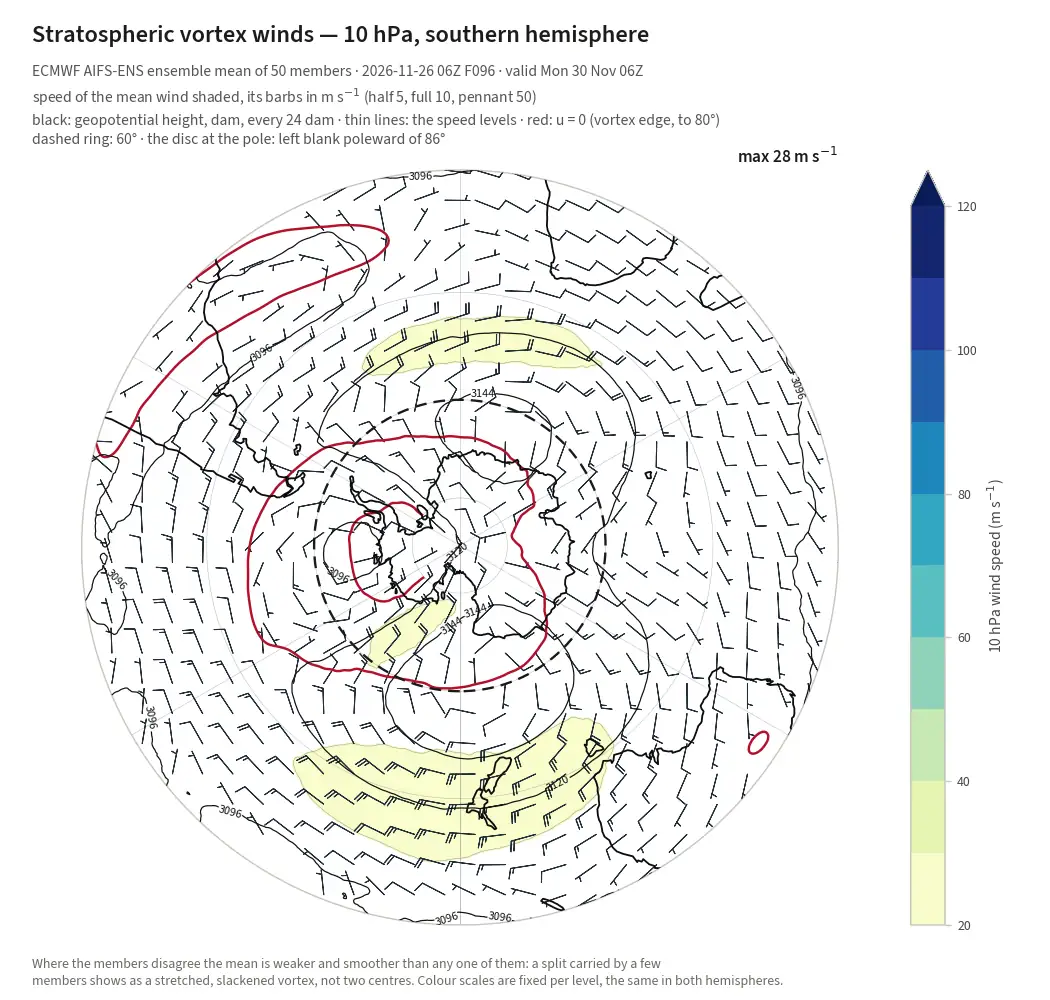 Stratospheric vortex winds — 10 hPa, southern hemisphere
ECMWF AIFS-ENS ensemble mean of 50 members · 2026-11-26 06Z F096 · valid Mon 30 Nov 06Z
speed of the mean wind shaded, its barbs in m s⁻¹ (half 5, full 10, pennant 50)
black: geopotential height, dam, every 24 dam · thin lines: the speed levels · red: u = 0 (vortex edge, to 80°)
dashed ring: 60° · the disc at the pole: left blank poleward of 86°
max 28 m s⁻¹
3096
120
3096
100
3096
3144
80
10 hPa wind speed (m s⁻¹)
3120
3096
3096
3144
3144
60
3096
3120
40
3096
3096
3096
20
Where the members disagree the mean is weaker and smoother than any one of them: a split carried by a few
members shows as a stretched, slackened vortex, not two centres. Colour scales are fixed per level, the same in both hemispheres.